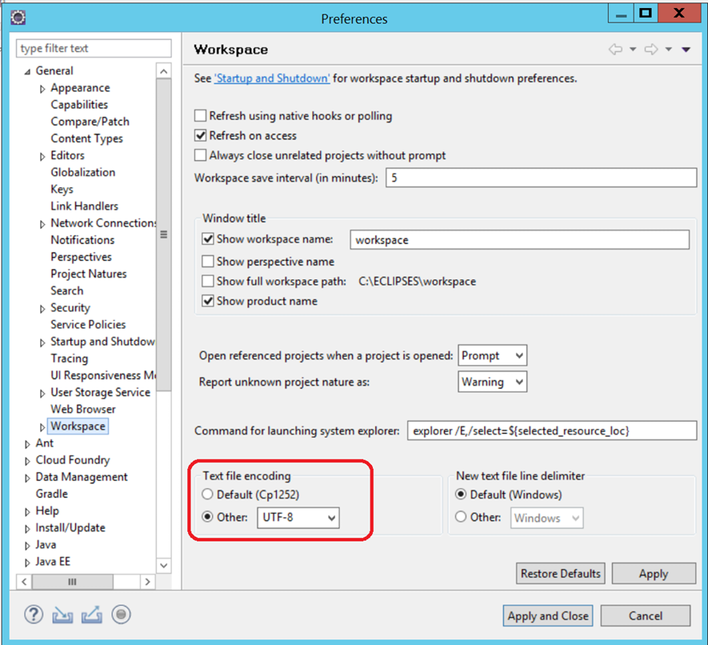 Preferences
type filter text
General
Appearance
Capabilities
Compare/Patch
Content Types
Editors
Globalization
Keys
Link Handlers
Network Connections
Notifications
Perspectives
Project Natures
Search
Security
Service Policies
Startup and Shutdow
Tracing
UI Responsiveness Mo
User Storage Service
Web Browser
Workspace
Ant
Cloud Foundry
Data Management
Gradle
Help
Install/Update
Java
Java EE
Workspace
See 'Startup and Shutdown' for workspace startup and shutdown preferences.
Refresh using native hooks or polling
Refresh on access
Always close unrelated projects without prompt
Workspace save interval (in minutes): 5
Window title
Show workspace name: workspace
Show perspective name
Show full workspace path: C:\ECLIPSES\workspace
Show product name
Open referenced projects when a project is opened: Prompt
Report unknown project nature as: Warning
Command for launching system explorer: explorer /E,/select=${selected_resource_loc}
Text file encoding
Default (Cp1252)
Other: UTF-8
New text file line delimiter
Default (Windows)
Other: Windows
Restore Defaults Apply
Apply and Close Cancel